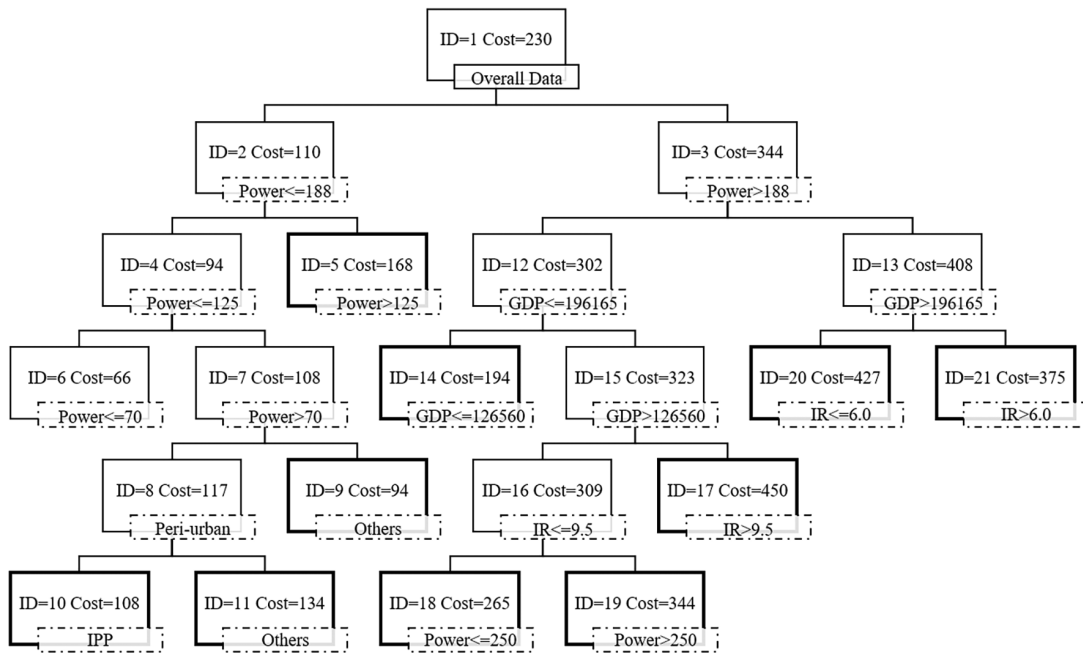 ID=1 Cost=230
Overall Data
ID=2 Cost=110
Power<=188
ID=3 Cost=344
Power>188
ID=4 Cost=94
Power<=125
ID=5 Cost=168
Power>125
ID=12 Cost=302
GDP<=196165
ID=13 Cost=408
GDP>196165
ID=6 Cost=66
Power<=70
ID=7 Cost=108
Power>70
ID=14 Cost=194
GDP<=126560
ID=15 Cost=323
GDP>126560
ID=20 Cost=427
IR<=6.0
ID=21 Cost=375
IR>6.0
ID=8 Cost=117
Peri-urban
ID=9 Cost=94
Others
ID=16 Cost=309
IR<=9.5
ID=17 Cost=450
IR>9.5
ID=10 Cost=108
IPP
ID=11 Cost=134
Others
ID=18 Cost=265
Power<=250
ID=19 Cost=344
Power>250